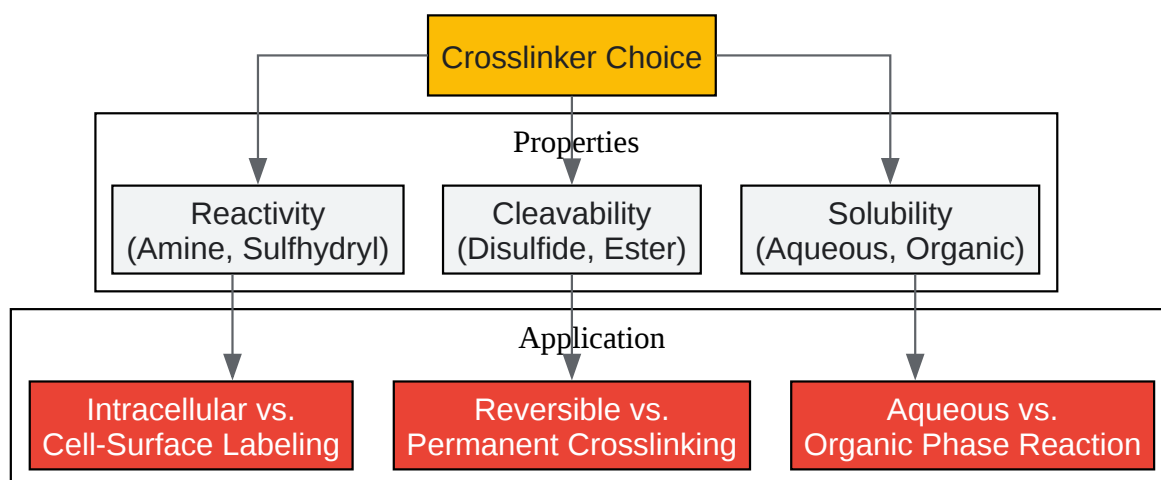 Crosslinker Choice
Properties
Reactivity
(Amine, Sulfhydryl)
Cleavability
(Disulfide, Ester)
Solubility
(Aqueous, Organic)
Application
Intracellular vs.
Cell-Surface Labeling
Reversible vs.
Permanent Crosslinking
Aqueous vs.
Organic Phase Reaction